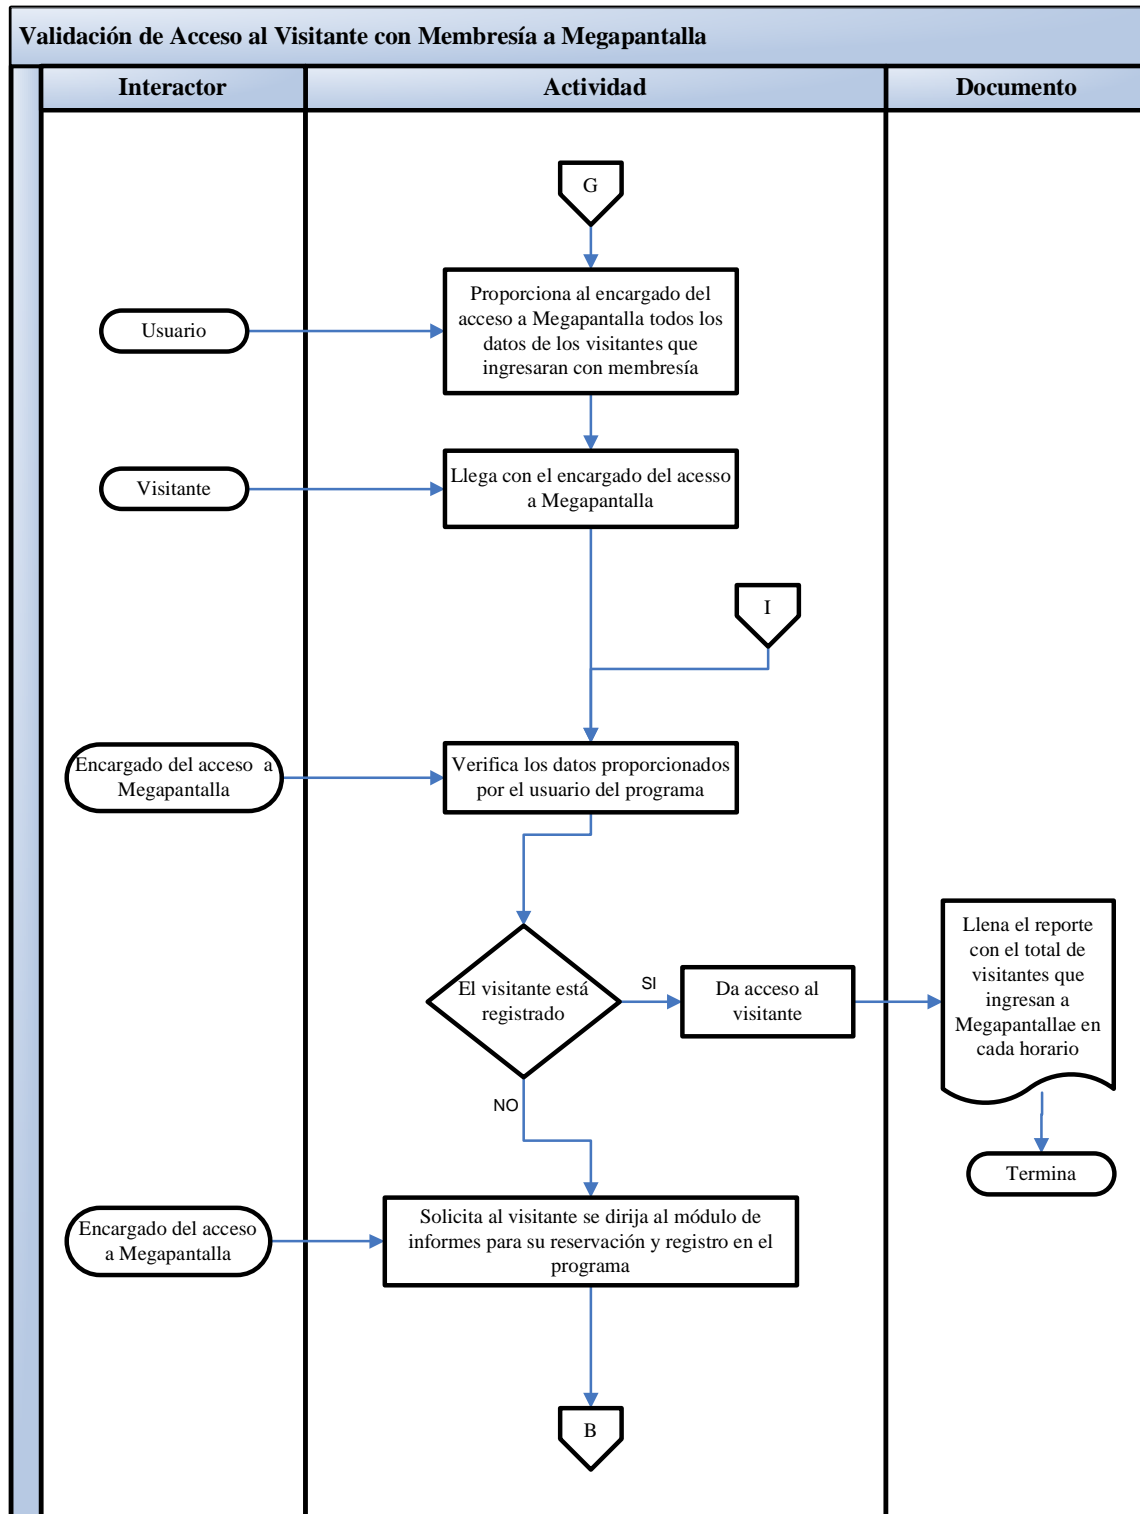 Validación de Acceso al Visitante con Membresía a Megapantalla
Interactor
Actividad
Documento
G
Usuario
Proporciona al encargado del
acceso a Megapantalla todos los
datos de los visitantes que
ingresaran con membresía
Visitante
Llega con el encargado del acesso
a Megapantalla
I
Encargado del acceso a
Megapantalla
Verifica los datos proporcionados
por el usuario del programa
El visitante está
registrado
SI
Da acceso al
visitante
Llena el reporte
con el total de
visitantes que
ingresan a
Megapantallae en
cada horario
NO
Termina
Encargado del acceso
a Megapantalla
Solicita al visitante se dirija al módulo de
informes para su reservación y registro en el
programa
B